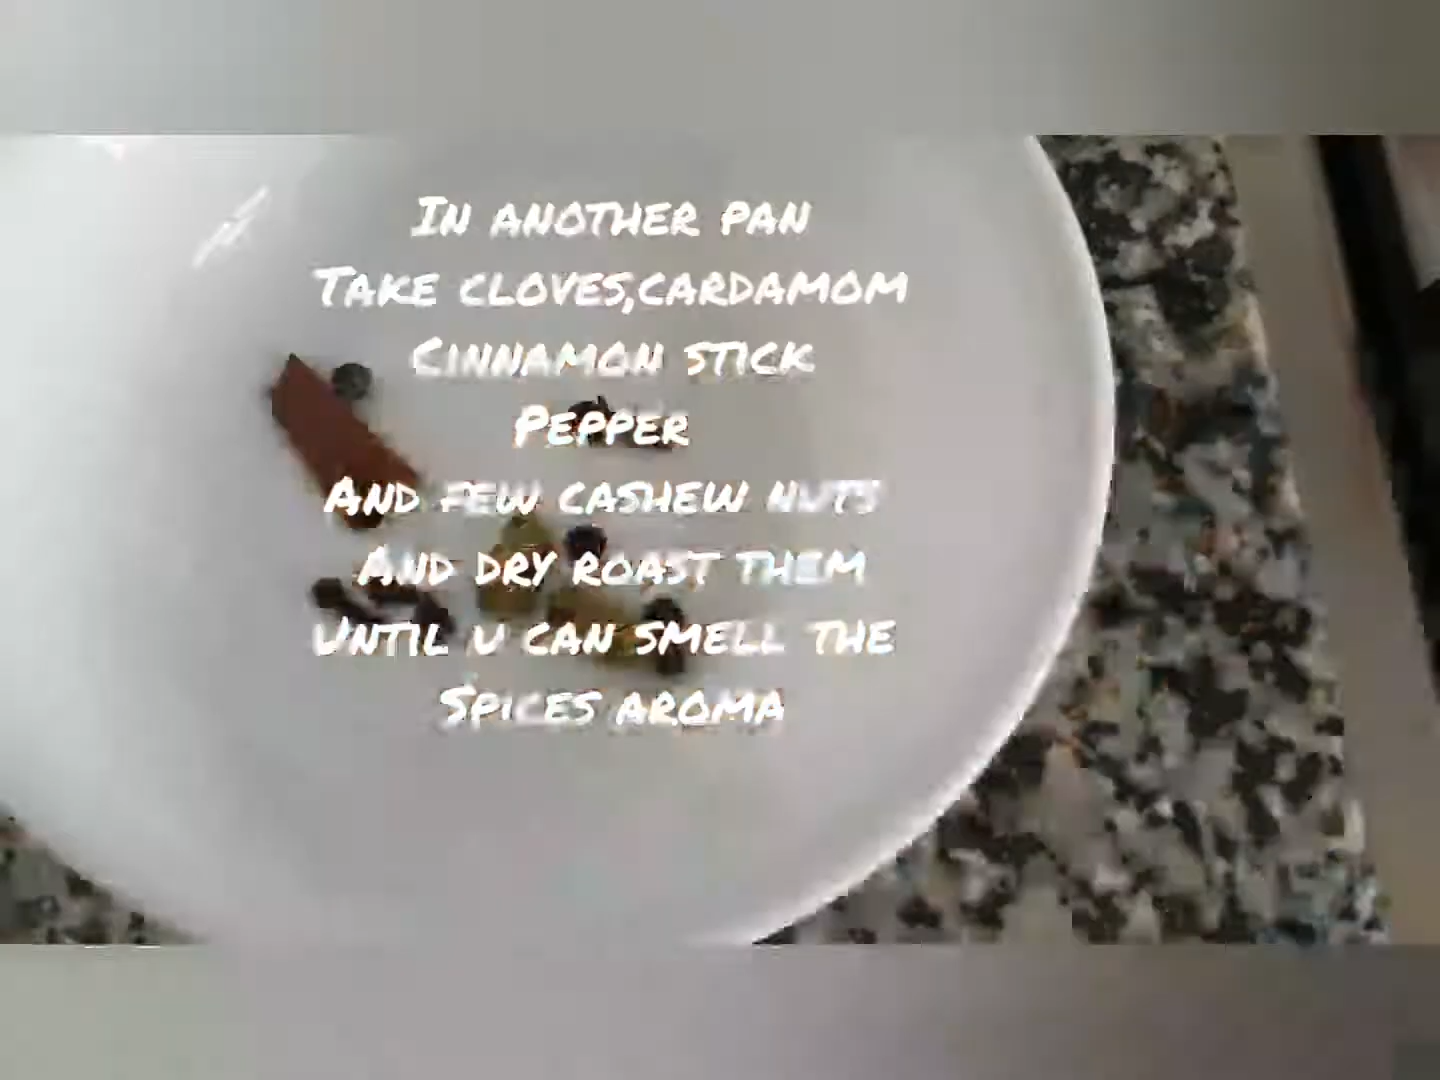 In another pan
Take cloves,cardamom
Cinnamon stick
Pepper
And few cashew nuts
And dry roast them
Until u can smell the
Spices aroma